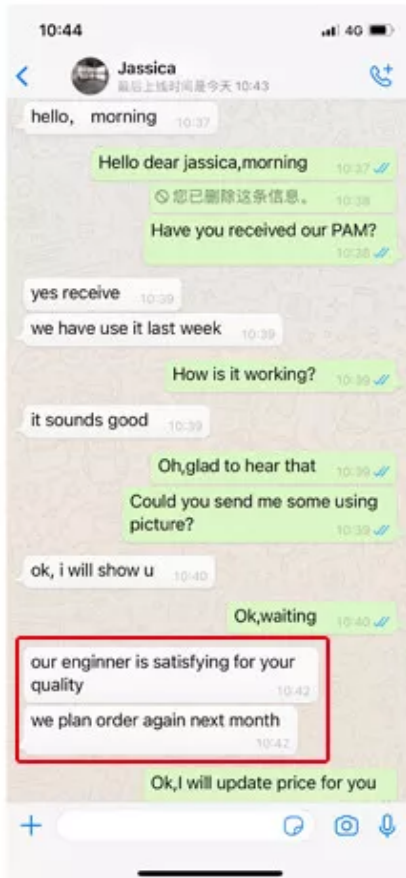 10:44
4G
Jassica
最后上线时间是今天 10:43
hello, morning 10:37
Hello dear jassica,morning 10:37
您已删除这条信息。 10:38
Have you received our PAM?
10:38
yes receive 10:39
we have use it last week 10:39
How is it working? 10:39
it sounds good 10:39
Oh,glad to hear that 10:39
Could you send me some using
picture? 10:39
ok, i will show u 10:40
Ok,waiting 10:40
our enginner is satisfying for your
quality 10:42
we plan order again next month
10:42
Ok,I will update price for you